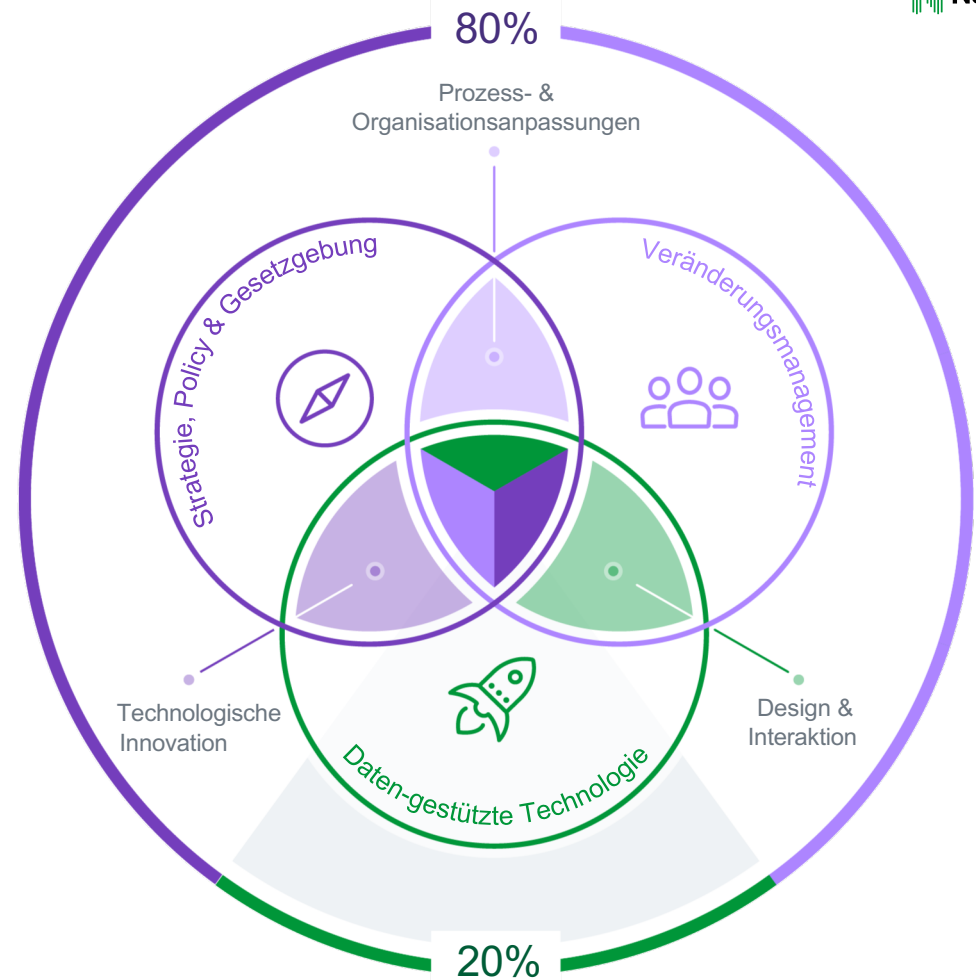 80%
Prozess- &
Organisationsanpassungen
Strategie, Policy & Gesetzgebung
Veränderungsmanagement
Technologische
Innovation
Design &
Interaktion
Daten-gestützte Technologie
20%